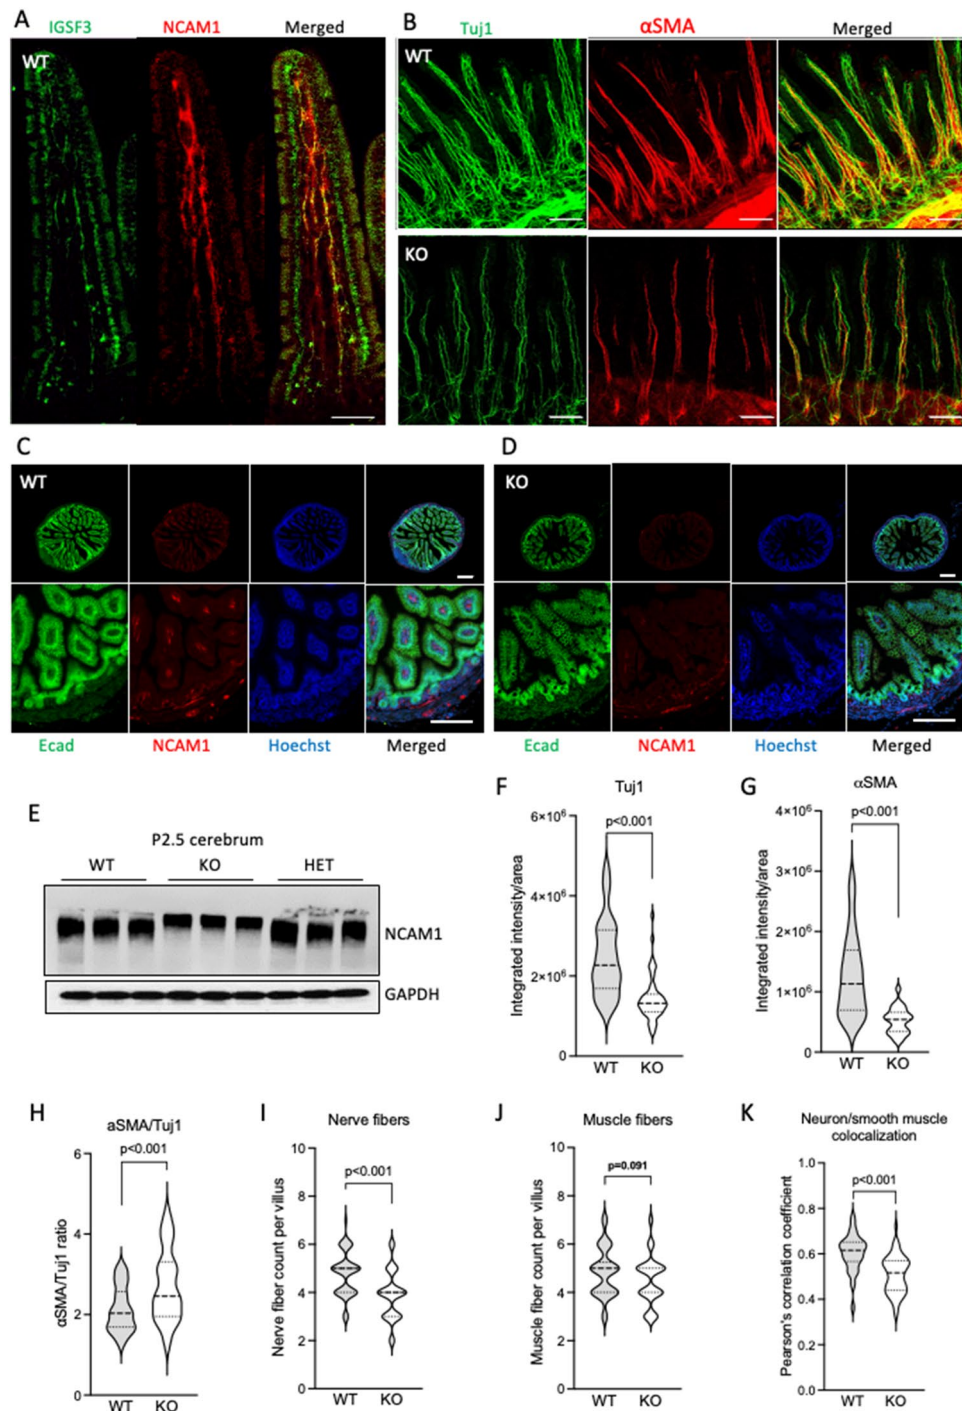 A
IGSF3 NCAM1 Merged
WT
B
Tuj1 αSMA Merged
WT
KO
C
WT
D
KO
Ecad NCAM1 Hoechst Merged
Ecad NCAM1 Hoechst Merged
E
P2.5 cerebrum
WT KO HET
NCAM1
GAPDH
F
Tuj1
p<0.001
Integrated intensity/area
6×10⁶
4×10⁶
2×10⁶
0
WT KO
G
αSMA
p<0.001
Integrated intensity/area
4×10⁶
3×10⁶
2×10⁶
1×10⁶
0
WT KO
H
aSMA/Tuj1
p<0.001
αSMA/Tuj1 ratio
6
4
2
0
WT KO
I
Nerve fibers
p<0.001
Nerve fiber count per villus
10
8
6
4
2
0
WT KO
J
Muscle fibers
p=0.091
Muscle fiber count per villus
10
8
6
4
2
0
WT KO
K
Neuron/smooth muscle
colocalization
p<0.001
Pearson's correlation coefficient
1.0
0.8
0.6
0.4
0.2
0.0
WT KO